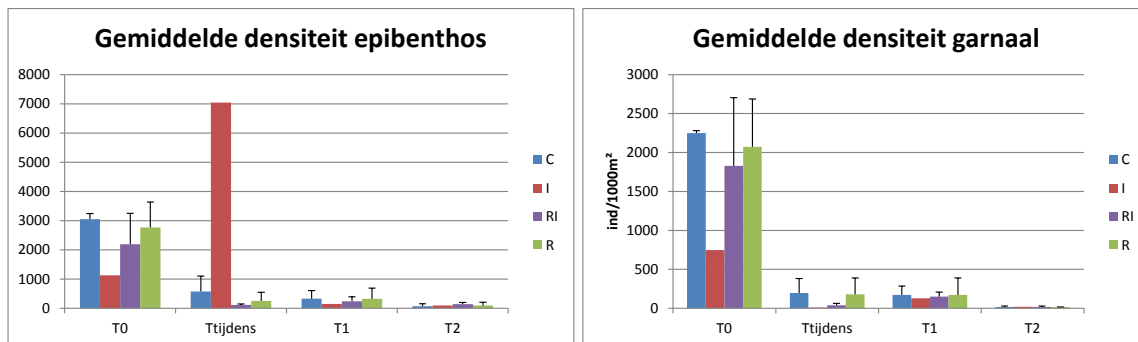 Gemiddelde densiteit epibenthos
8000
7000
6000
5000
4000
3000
2000
1000
0
T0 Ttijdens T1 T2
C
I
RI
R
Gemiddelde densiteit garnaal
ind/1000m²
3000
2500
2000
1500
1000
500
0
T0 Ttijdens T1 T2
C
I
RI
R